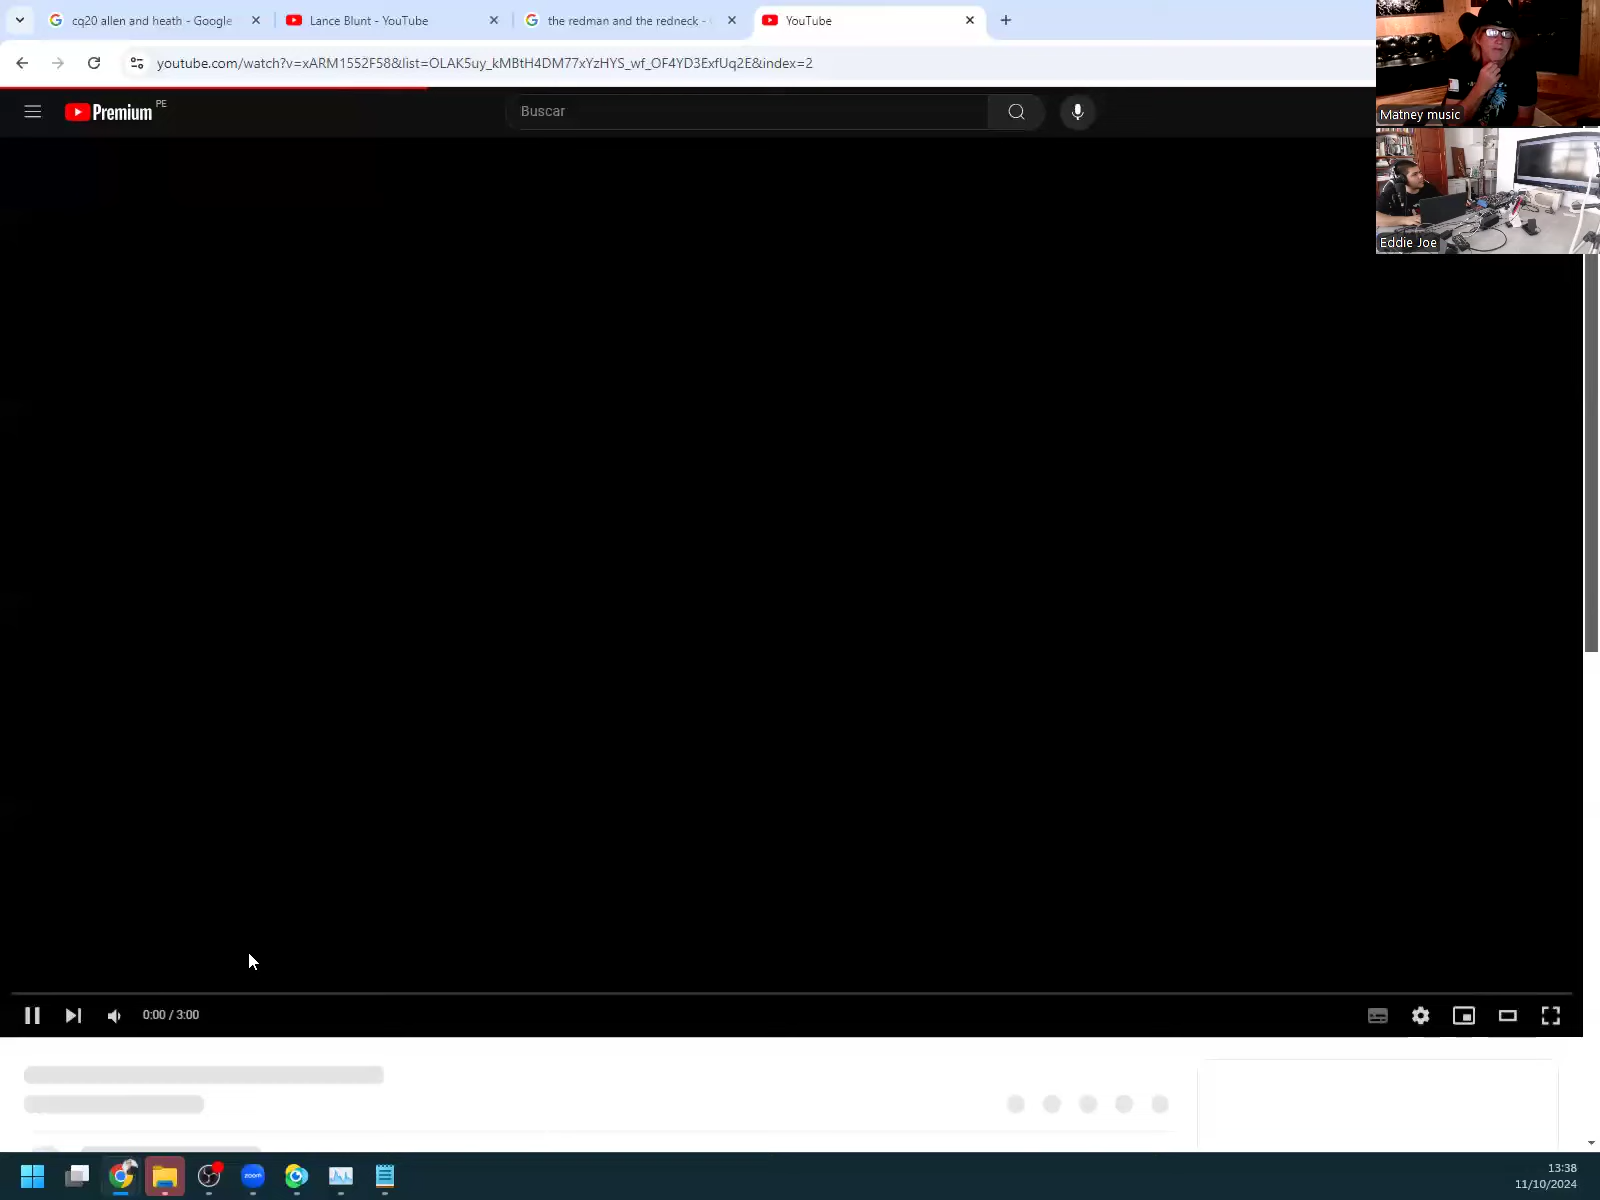 cq20 allen and heath - Google
Lance Blunt - YouTube
the redman and the redneck -
YouTube
youtube.com/watch?v=xARM1552F58&list=OLAK5uy_kMBtH4DM77xYzHYS_wf_OF4YD3ExfUq2E&index=2
Premium PE
Buscar
Matney music
Eddie Joe
0:00 / 3:00
zoom
13:38
11/10/2024